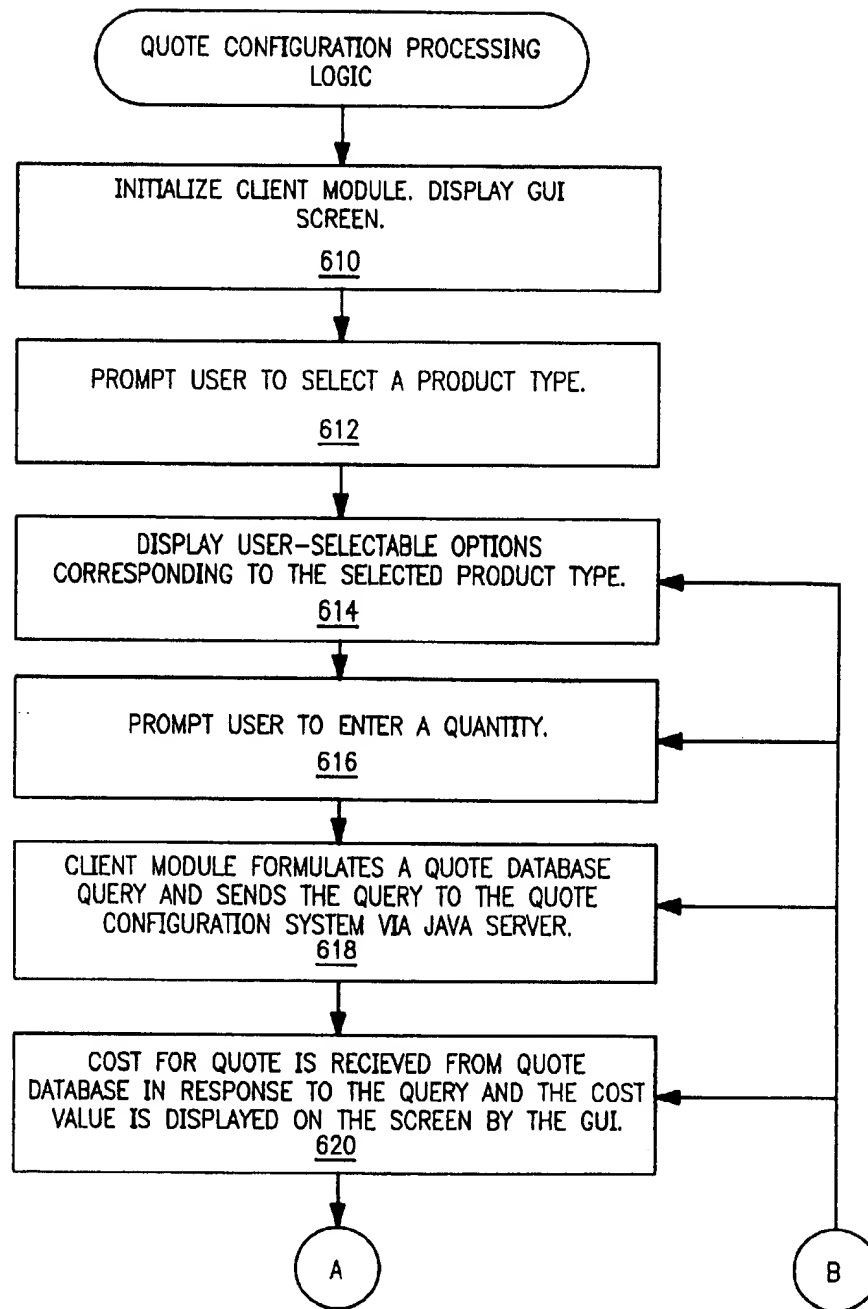 QUOTE CONFIGURATION PROCESSING
LOGIC
INITIALIZE CLIENT MODULE. DISPLAY GUI
SCREEN.
610
PROMPT USER TO SELECT A PRODUCT TYPE.
612
DISPLAY USER-SELECTABLE OPTIONS
CORRESPONDING TO THE SELECTED PRODUCT TYPE.
614
PROMPT USER TO ENTER A QUANTITY.
616
CLIENT MODULE FORMULATES A QUOTE DATABASE
QUERY AND SENDS THE QUERY TO THE QUOTE
CONFIGURATION SYSTEM VIA JAVA SERVER.
618
COST FOR QUOTE IS RECIEVED FROM QUOTE
DATABASE IN RESPONSE TO THE QUERY AND THE COST
VALUE IS DISPLAYED ON THE SCREEN BY THE GUI.
620
A
B